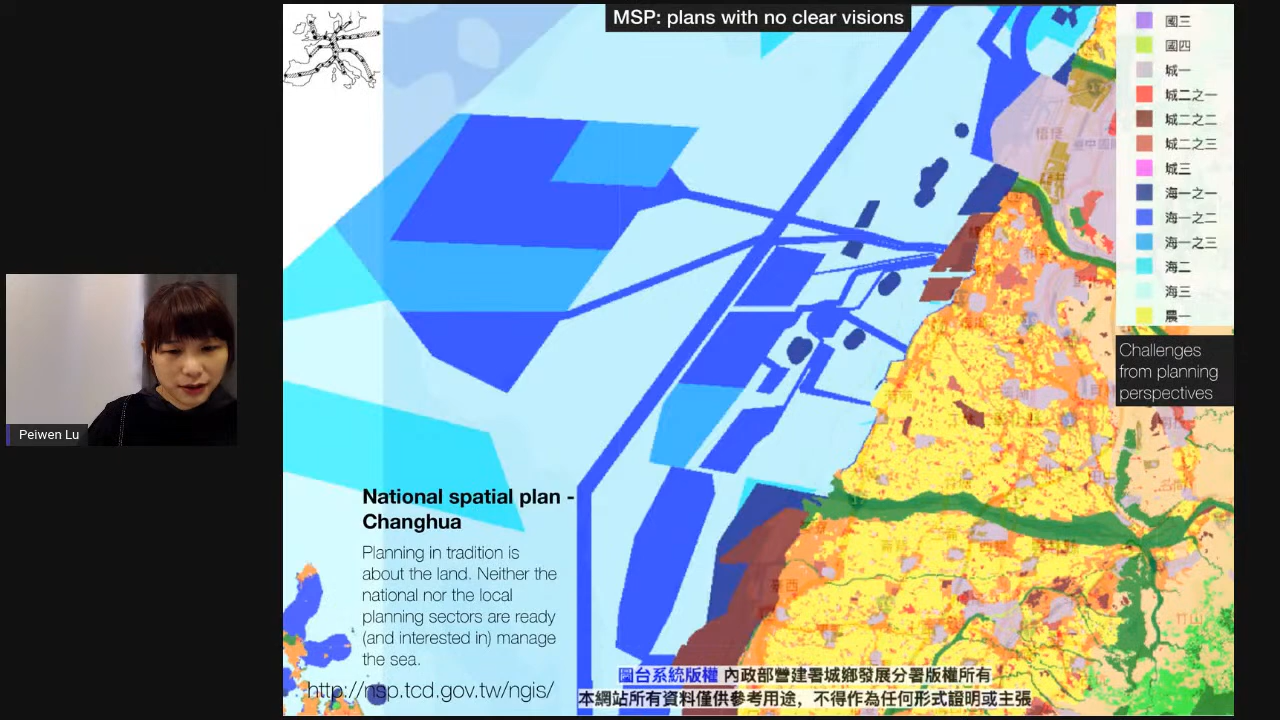 MSP: plans with no clear visions
國三
國四
城一
城二之一
城二之二
城二之三
城三
海一之一
海一之二
海一之三
海二
海三
農一
Challenges
from planning
perspectives
Peiwen Lu
National spatial plan -
Changhua
Planning in tradition is
about the land. Neither the
national nor the local
planning sectors are ready
(and interested in) manage
the sea.
http://nsp.tcd.gov.tw/ngis/
圖台系統版權 內政部營建署城鄉發展分署版權所有
本網站所有資料僅供參考用途，不得作為任何形式證明或主張
梧棲
竹山